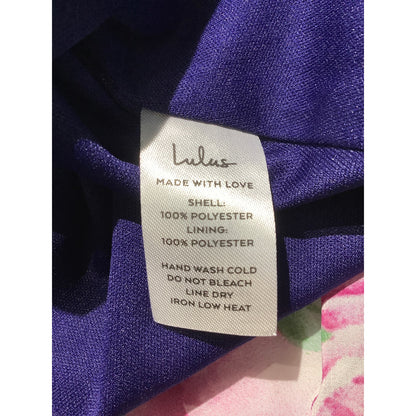 Lulus
MADE WITH LOVE
SHELL:
100% POLYESTER
LINING:
100% POLYESTER
HAND WASH COLD
DO NOT BLEACH
LINE DRY
IRON LOW HEAT